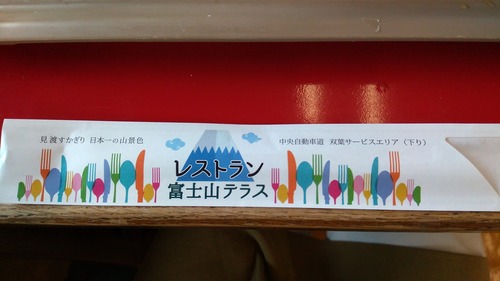 見渡すかぎり 日本一の山景色
レストラン
富士山テラス
中央自動車道 双葉サービスエリア（下り）